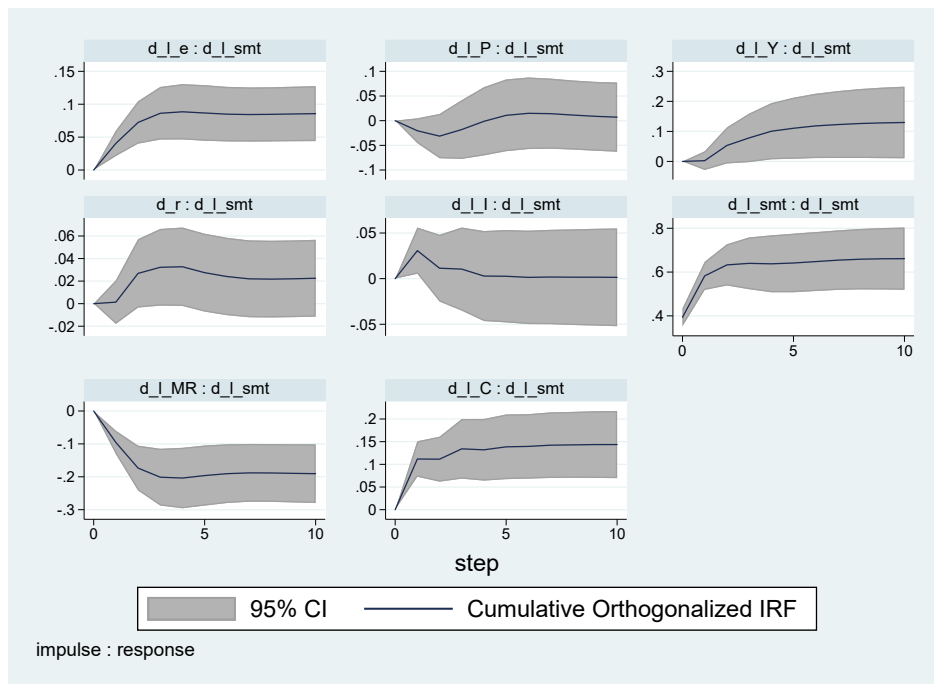 d_l_e : d_l_smt
.15
.1
.05
0
d_l_P : d_l_smt
.1
.05
0
-.05
-.1
d_l_Y : d_l_smt
.3
.2
.1
0
d_r : d_l_smt
.06
.04
.02
0
-.02
d_l_I : d_l_smt
.05
0
-.05
d_l_smt : d_l_smt
.8
.6
.4
0 5 10
d_l_MR : d_l_smt
0
-.1
-.2
-.3
0 5 10
d_l_C : d_l_smt
.2
.15
.1
.05
0
0 5 10
step
95% CI Cumulative Orthogonalized IRF
impulse : response